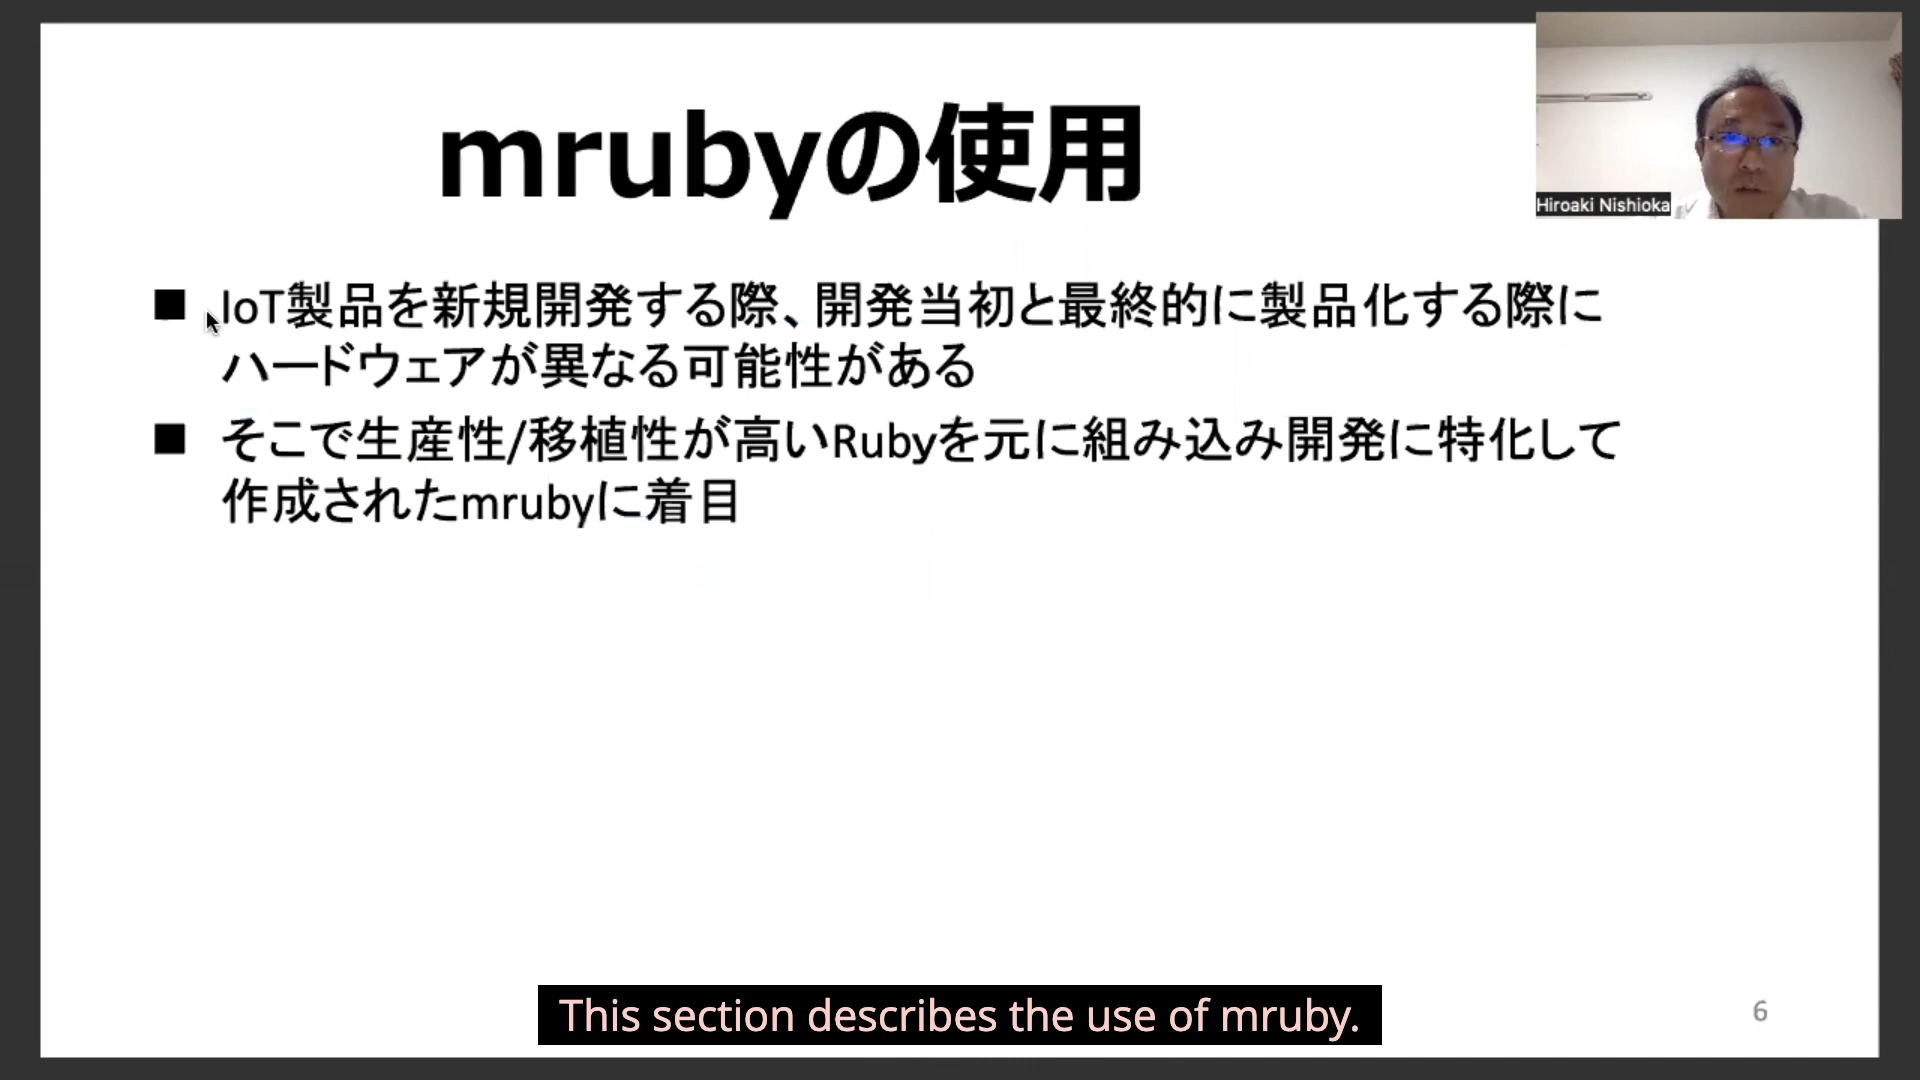 mrubyの使用
Hiroaki Nishioka
■ IoT製品を新規開発する際、開発当初と最終的に製品化する際に
ハードウェアが異なる可能性がある
■ そこで生産性/移植性が高いRubyを元に組み込み開発に特化して
作成されたmrubyに着目
This section describes the use of mruby.
6